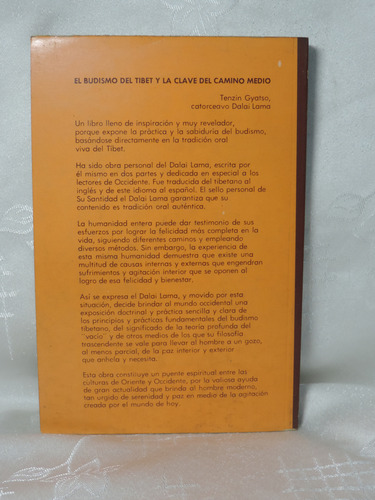 EL BUDISMO DEL TIBET Y LA CLAVE DEL CAMINO MEDIO
Tenzin Gyatso,
catorceavo Dalai Lama
Un libro lleno de inspiración y muy revelador,
porque expone la práctica y la sabiduría del budismo,
basándose directamente en la tradición oral
viva del Tíbet.
Ha sido obra personal del Dalai Lama, escrita por
él mismo en dos partes y dedicada en especial a los
lectores de Occidente. Fue traducida del tibetano al
inglés y de este idioma al español. El sello personal de
Su Santidad el Dalai Lama garantiza que su
contenido es tradición oral auténtica.
La humanidad entera puede dar testimonio de sus
esfuerzos por lograr la felicidad más completa en la
vida, siguiendo diferentes caminos y empleando
diversos métodos. Sin embargo, la experiencia de
esta misma humanidad demuestra que existe una
multitud de causas internas y externas que engendran
sufrimientos y agitación interior que se oponen al
logro de esa felicidad y bienestar.
Así se expresa el Dalai Lama, y movido por esta
situación, decide brindar al mundo occidental una
exposición doctrinal y práctica sencilla y clara de
los principios y prácticas fundamentales del budismo
tibetano, del significado de la teoría profunda del
"vacío" y de otros medios de los que su filosofía
trascendente se vale para llevar al hombre a un gozo,
al menos parcial, de la paz interior y exterior
que anhela y necesita.
Esta obra constituye un puente espiritual entre las
culturas de Oriente y Occidente, por la valiosa ayuda
de gran actualidad que brinda al hombre moderno,
tan urgido de serenidad y paz en medio de la agitación
creada por el mundo de hoy.